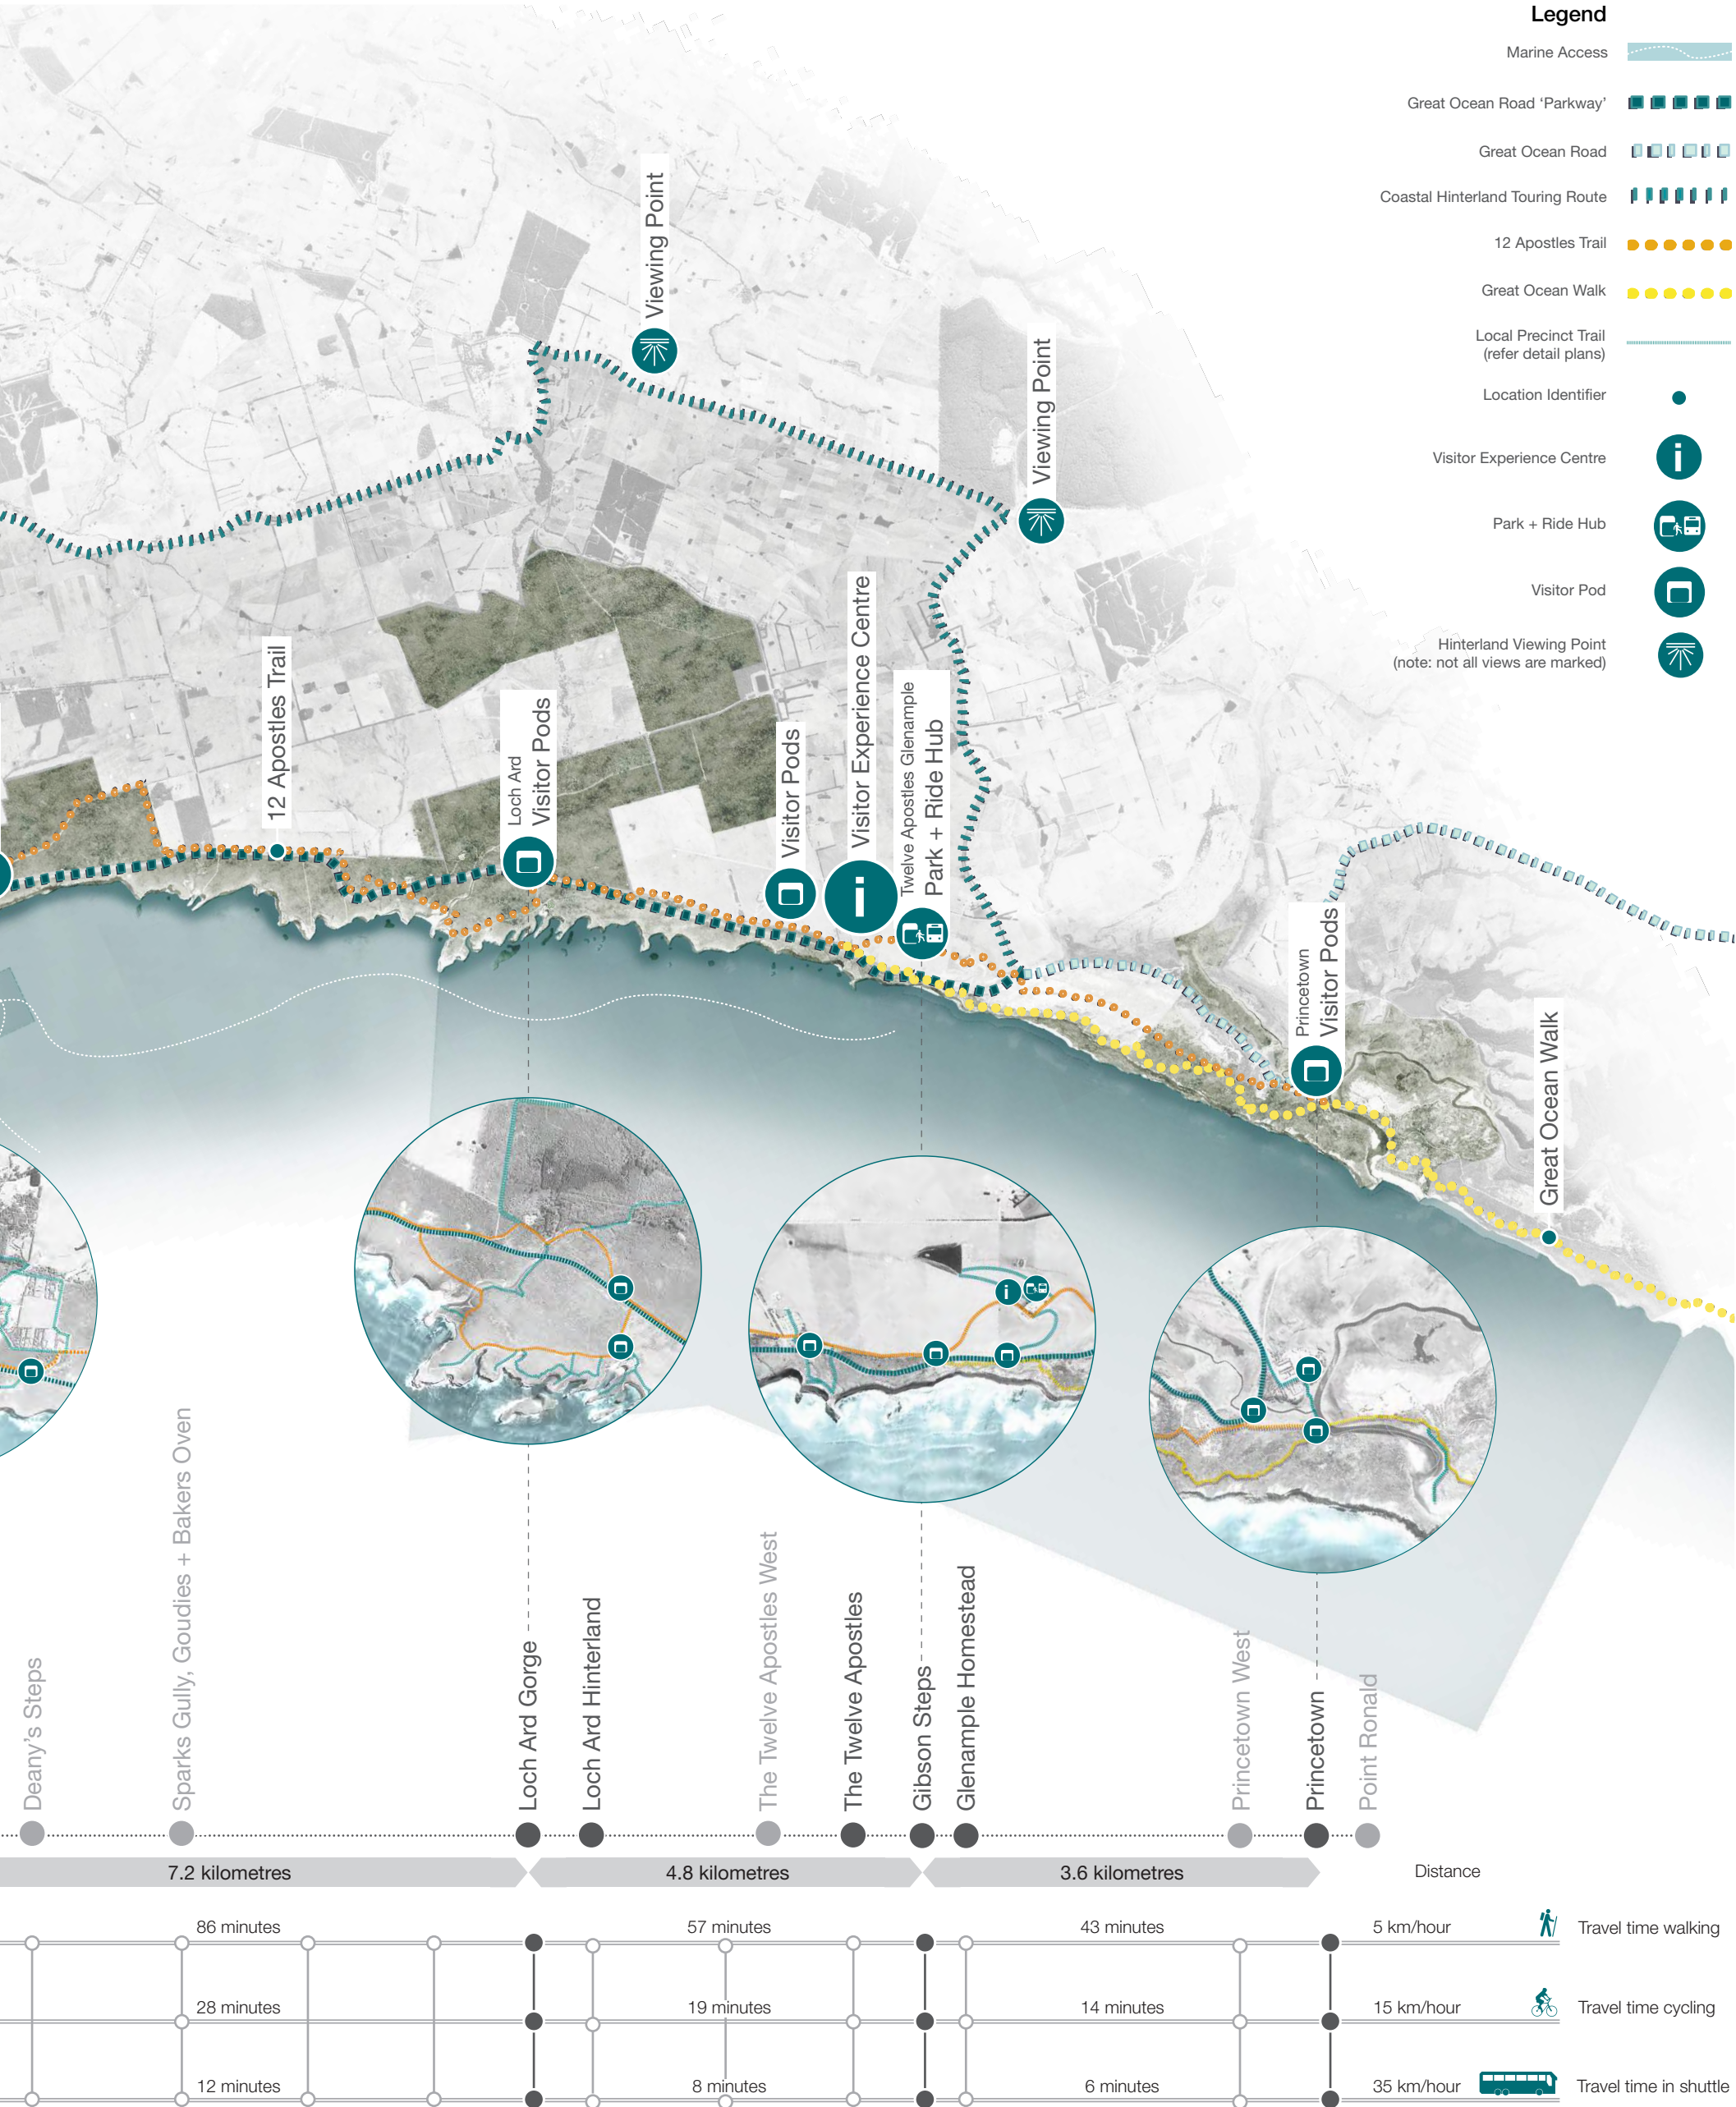 Legend
Marine Access
Great Ocean Road ‘Parkway’
Great Ocean Road
Coastal Hinterland Touring Route
12 Apostles Trail
Great Ocean Walk
Local Precinct Trail
(refer detail plans)
Location Identifier
Visitor Experience Centre
i
Park + Ride Hub
Visitor Pod
Hinterland Viewing Point
(note: not all views are marked)
Viewing Point
Viewing Point
12 Apostles Trail
Loch Ard
Visitor Pods
Visitor Pods
Visitor Experience Centre
i
Twelve Apostles Glenample
Park + Ride Hub
Princetown
Visitor Pods
Great Ocean Walk
i
Deany’s Steps
Sparks Gully, Goudies + Bakers Oven
Loch Ard Gorge
Loch Ard Hinterland
The Twelve Apostles West
The Twelve Apostles
Gibson Steps
Glenample Homestead
Princetown West
Princetown
Point Ronald
7.2 kilometres
4.8 kilometres
3.6 kilometres
Distance
86 minutes
57 minutes
43 minutes
5 km/hour
Travel time walking
28 minutes
19 minutes
14 minutes
15 km/hour
Travel time cycling
12 minutes
8 minutes
6 minutes
35 km/hour
Travel time in shuttle